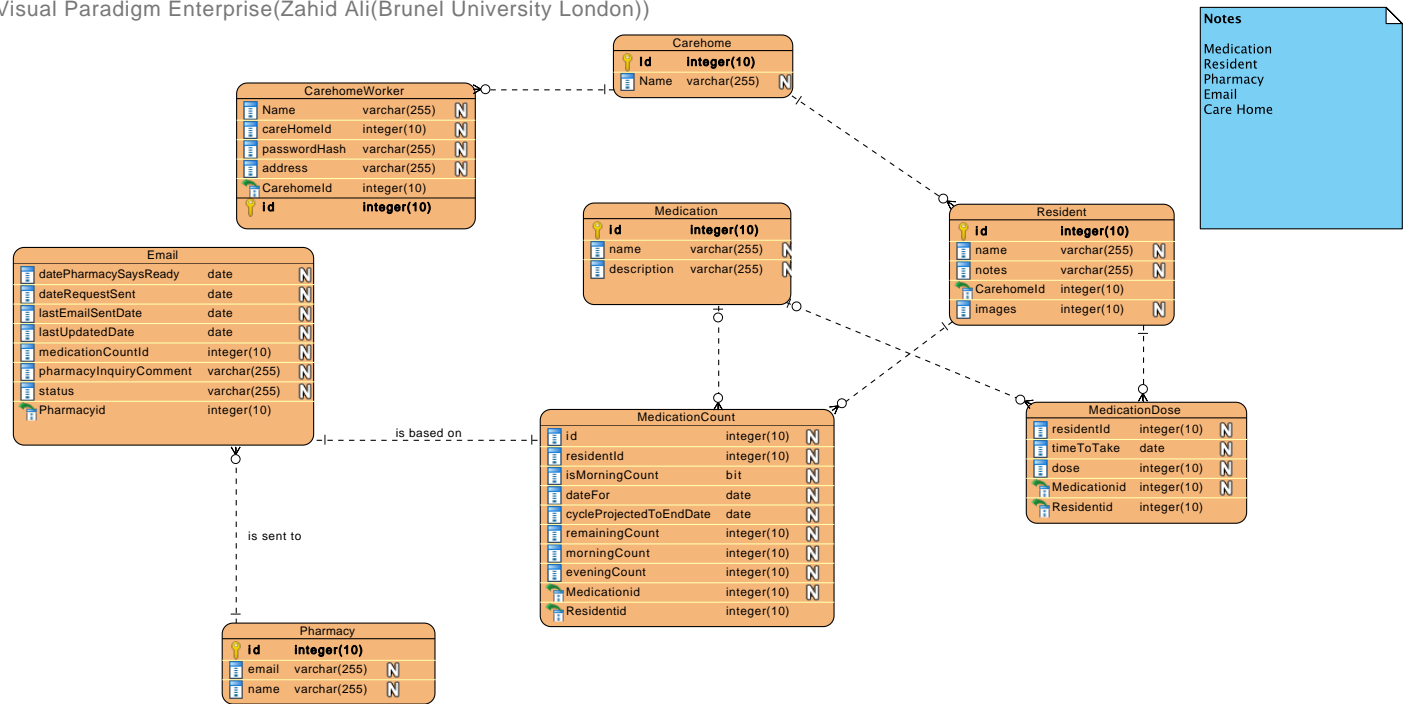 Visual Paradigm Enterprise(Zahid Ali(Brunel University London))
Notes
Medication
Resident
Pharmacy
Email
Care Home
Carehome
id integer(10)
Name varchar(255) N
CarehomeWorker
Name varchar(255) N
careHomeId integer(10) N
passwordHash varchar(255) N
address varchar(255) N
CarehomeId integer(10)
id integer(10)
Medication
id integer(10)
name varchar(255) N
description varchar(255) N
Resident
id integer(10)
name varchar(255) N
notes varchar(255) N
CarehomeId integer(10)
images integer(10) N
Email
datePharmacySaysReady date N
dateRequestSent date N
lastEmailSentDate date N
lastUpdatedDate date N
medicationCountId integer(10) N
pharmacyInquiryComment varchar(255) N
status varchar(255) N
Pharmacyid integer(10)
is based on
MedicationCount
id integer(10) N
residentId integer(10) N
isMorningCount bit N
dateFor date N
cycleProjectedToEndDate date N
remainingCount integer(10) N
morningCount integer(10) N
eveningCount integer(10) N
Medicationid integer(10) N
Residentid integer(10)
MedicationDose
residentId integer(10) N
timeToTake date N
dose integer(10) N
Medicationid integer(10) N
Residentid integer(10)
is sent to
Pharmacy
id integer(10)
email varchar(255) N
name varchar(255) N